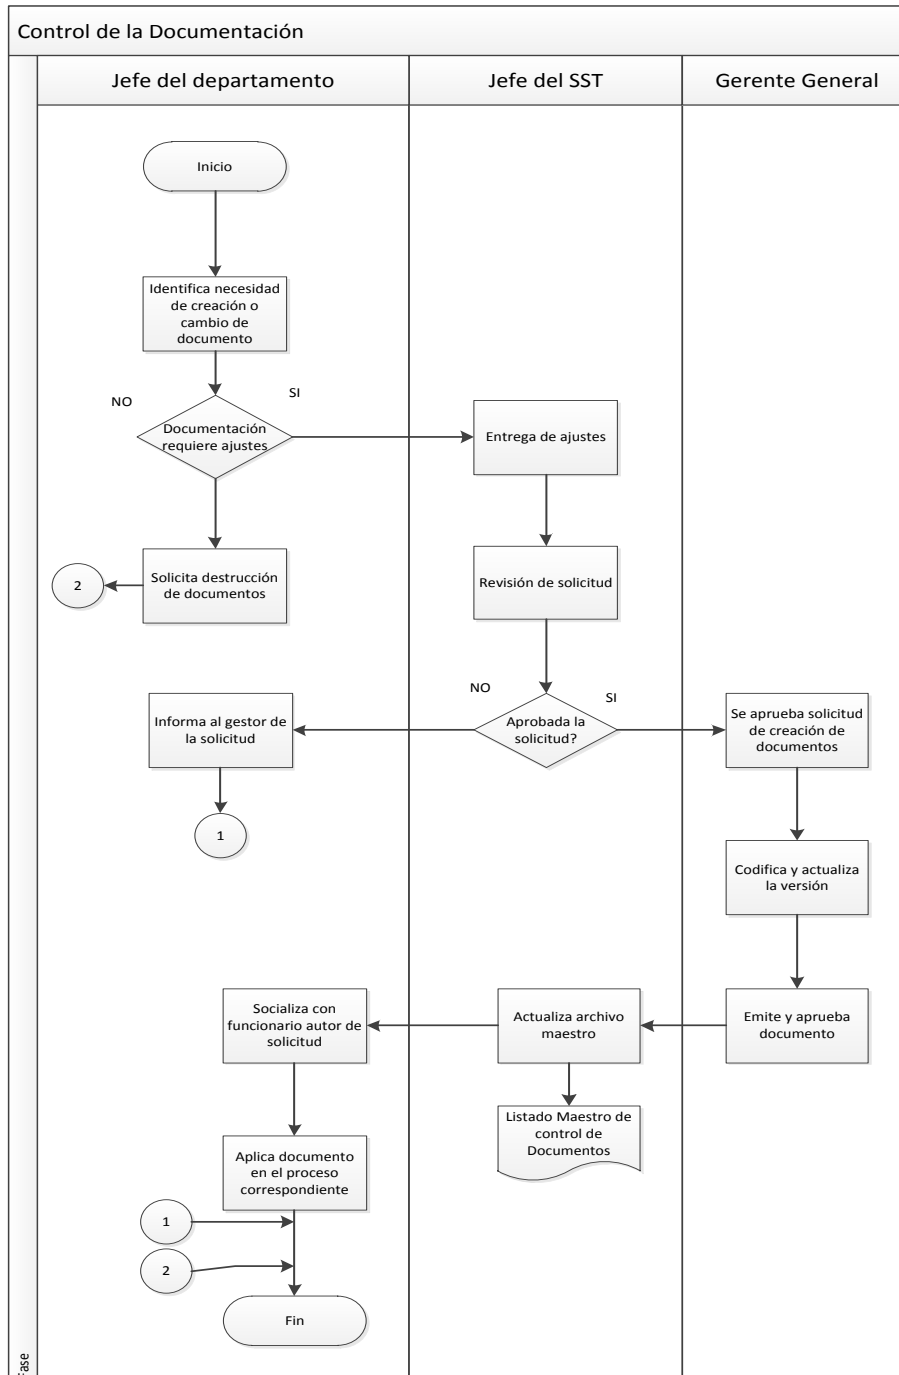 Control de la Documentación
Jefe del departamento
Jefe del SST
Gerente General
Inicio
Identifica necesidad
de creación o
cambio de
documento
NO
SI
Documentación
requiere ajustes
Entrega de ajustes
Solicita destrucción
de documentos
2
Revisión de solicitud
NO
SI
Aprobada la
solicitud?
Informa al gestor de
la solicitud
Se aprueba solicitud
de creación de
documentos
1
Codifica y actualiza
la versión
Socializa con
funcionario autor de
solicitud
Actualiza archivo
maestro
Emite y aprueba
documento
Listado Maestro de
control de
Documentos
Aplica documento
en el proceso
correspondiente
1
2
Fin
Fase